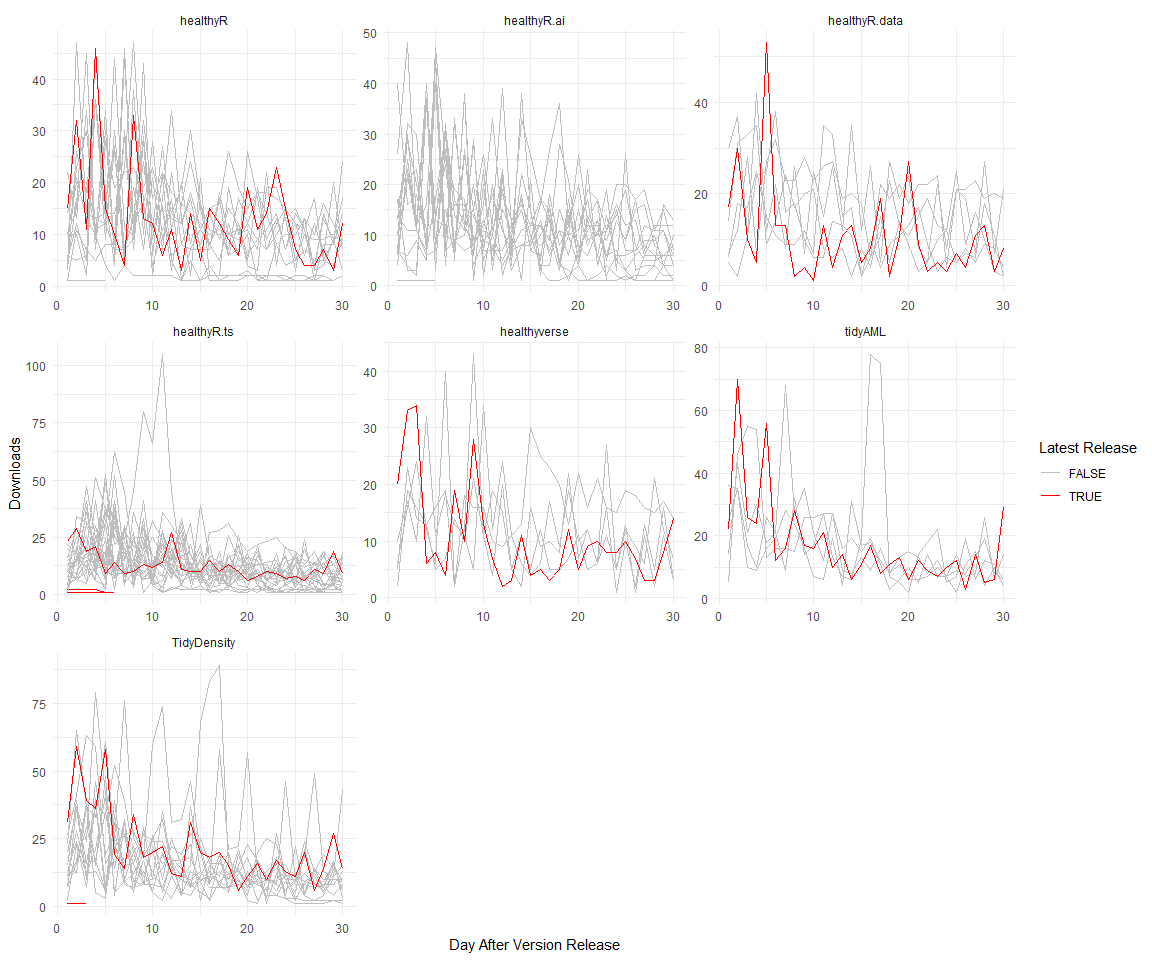 healthyR healthyR.ai healthyR.data
40
30
20
10
0
0 10 20 30
50
40
30
20
10
0
0 10 20 30
40
20
0
0 10 20 30
healthyR.ts healthyverse tidyAML
100
75
50
25
0
0 10 20 30
40
30
20
10
0
0 10 20 30
80
60
40
20
0
0 10 20 30
TidyDensity
75
50
25
0
0 10 20 30
Downloads
Day After Version Release
Latest Release
FALSE
TRUE